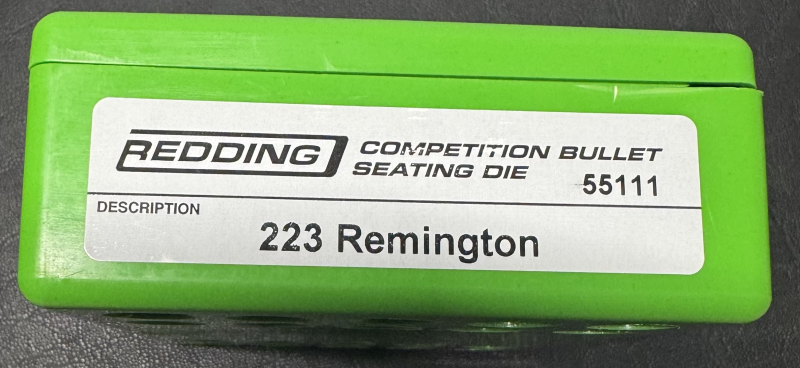 REDDING
COMPETITION BULLET
SEATING DIE 55111
DESCRIPTION
223 Remington